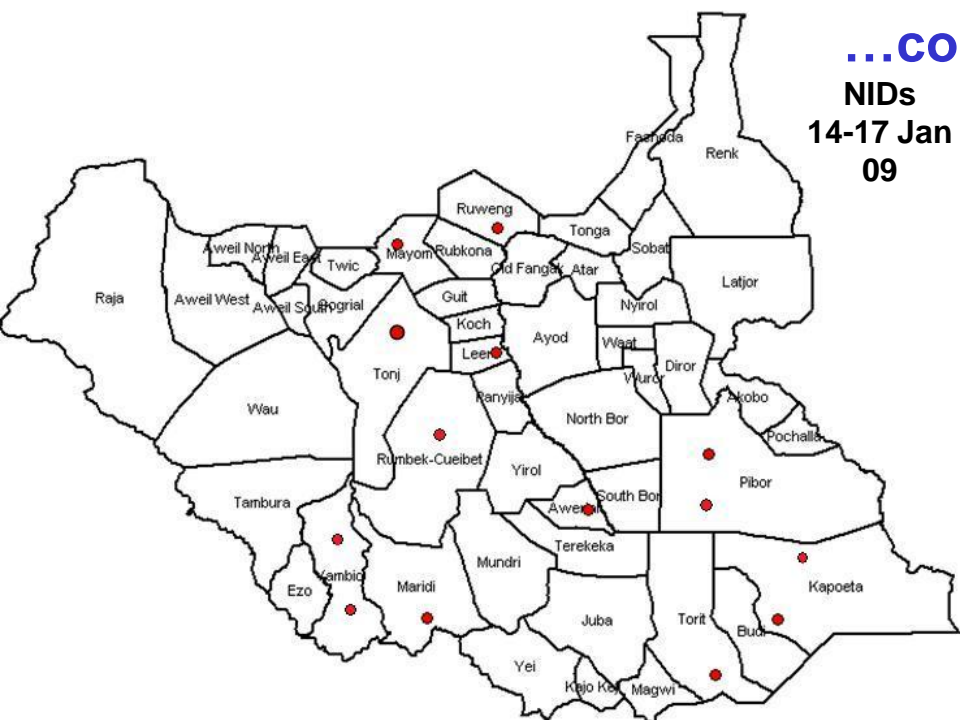 ...co
NIDs
14-17 Jan
09
Fashoda
Renk
Ruweng
Tonga
Sobat
Aweil North
Aweil East
Twic
Mayom
Rubkona
Old Fangak
Atar
Latjor
Raja
Aweil West
Aweil South
Gogrial
Guit
Nyirol
Koch
Ayod
Waat
Leer
Diror
Tonj
Wuror
Panyijar
Akobo
Wau
North Bor
Pochalla
Rumbek-Cueibet
Yirol
Pibor
Tambura
South Bor
Awerial
Terekeka
Mundri
Yambio
Ezo
Maridi
Kapoeta
Juba
Torit
Budi
Yei
Kajo Keji
Magwi